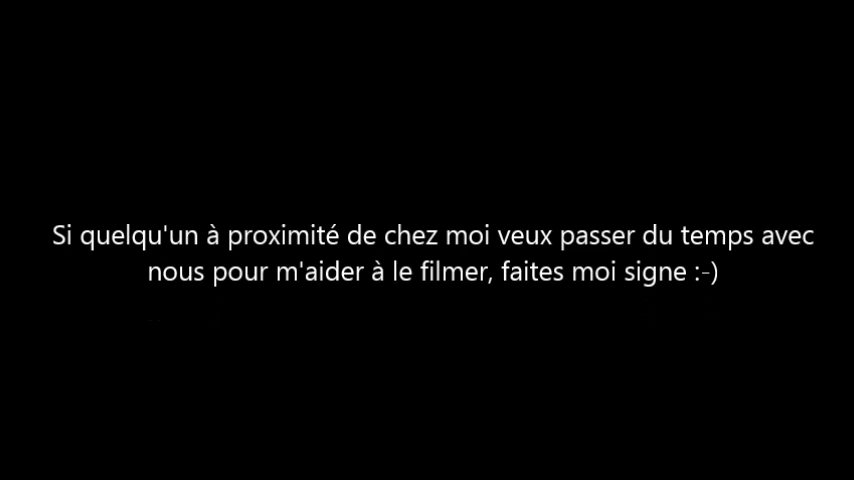 Si quelqu'un à proximité de chez moi veux passer du temps avec
nous pour m'aider à le filmer, faites moi signe :-)